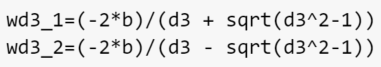 wd3_1=(-2*b)/(d3 + sqrt(d3^2-1))
wd3_2=(-2*b)/(d3 - sqrt(d3^2-1))